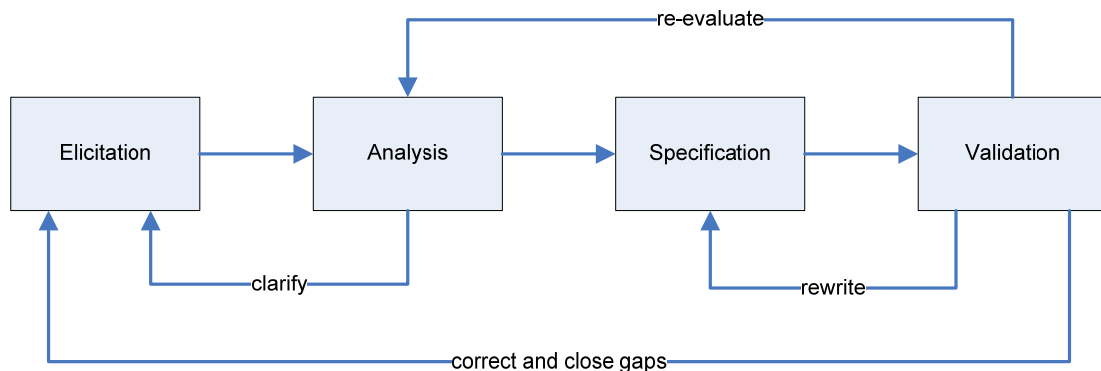 re-evaluate
Elicitation
Analysis
Specification
Validation
clarify
rewrite
correct and close gaps